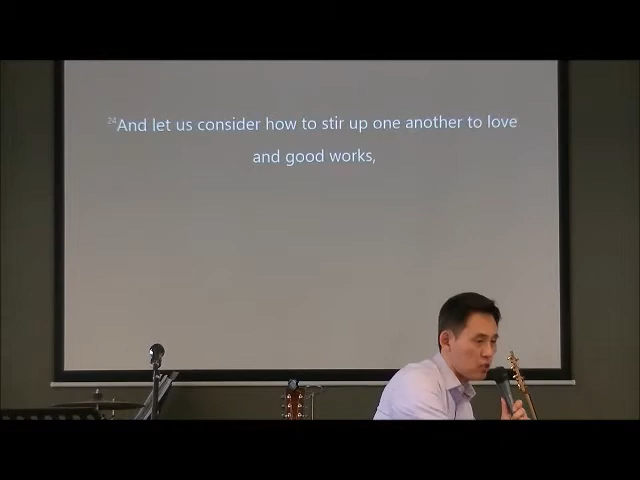 24And let us consider how to stir up one another to love
and good works,